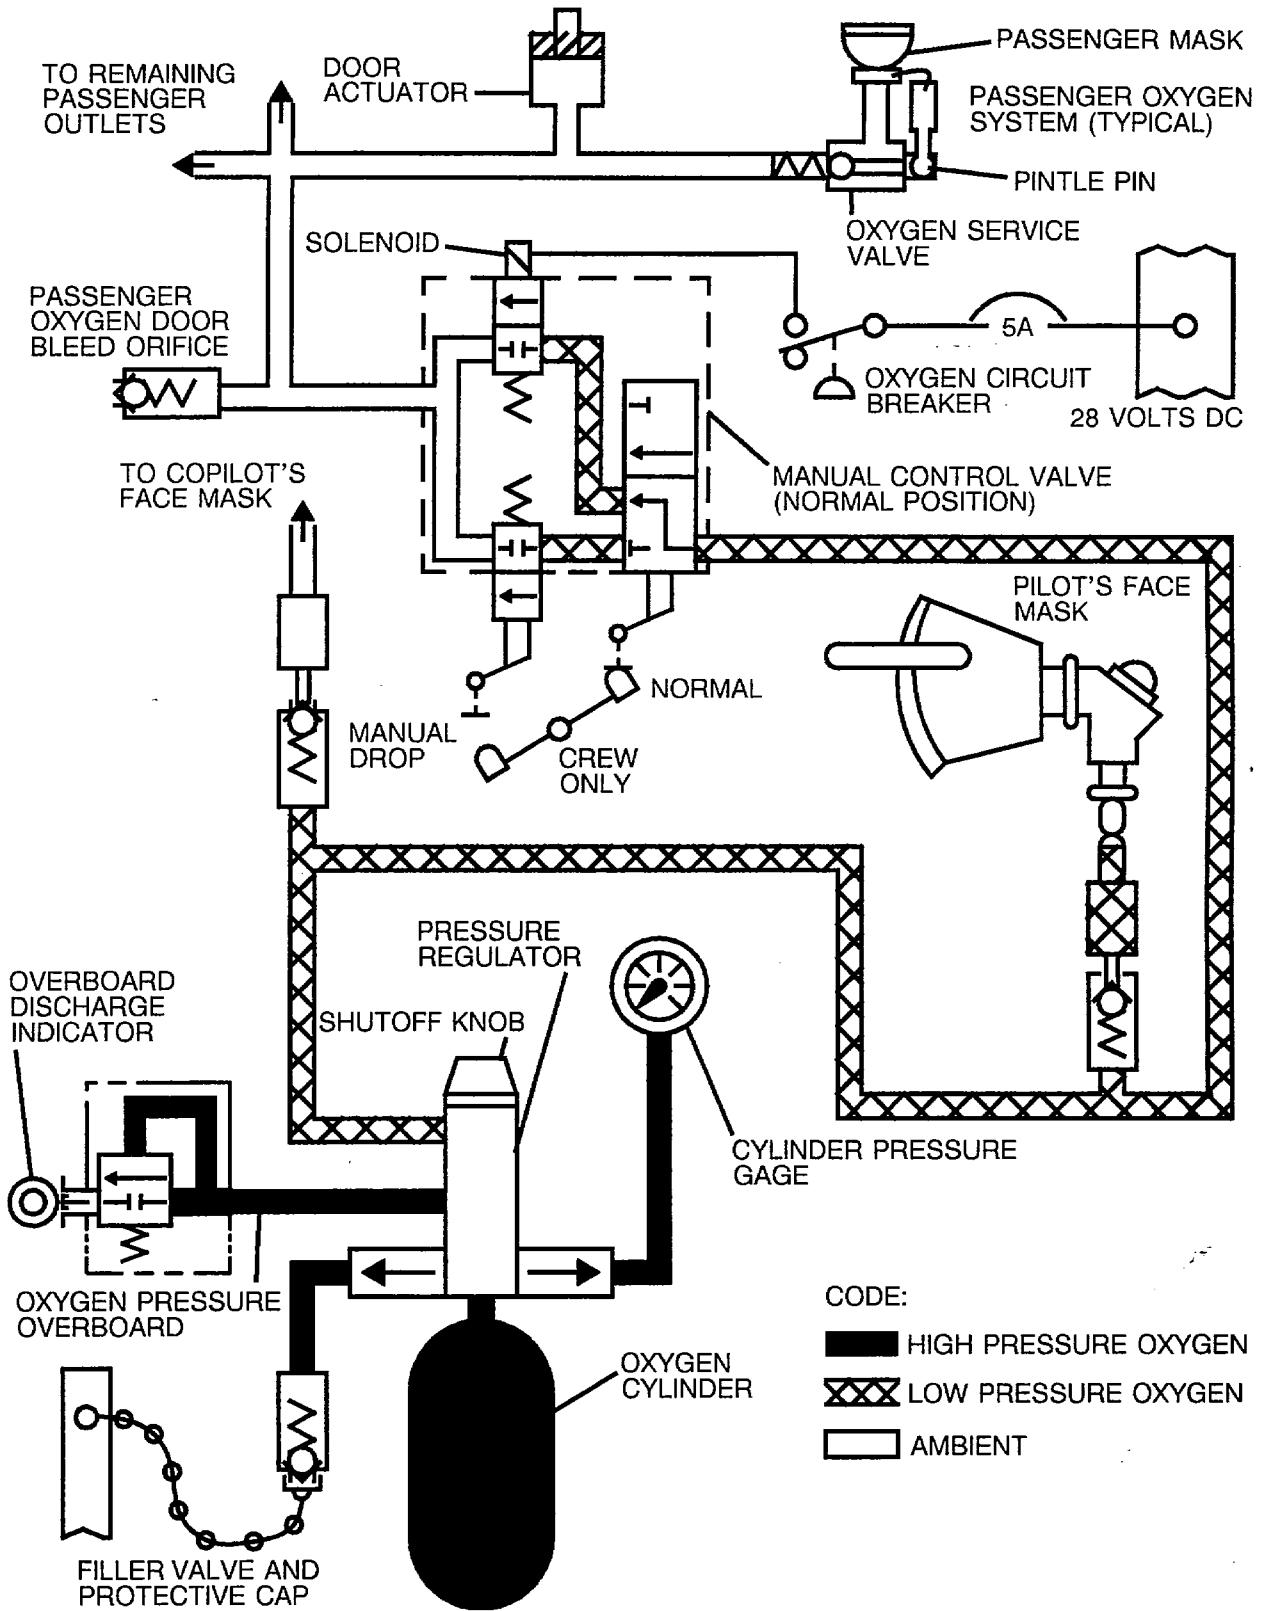 TO REMAINING
PASSENGER
OUTLETS
DOOR
ACTUATOR
PASSENGER MASK
PASSENGER OXYGEN
SYSTEM (TYPICAL)
PINTLE PIN
OXYGEN SERVICE
VALVE
SOLENOID
PASSENGER
OXYGEN DOOR
BLEED ORIFICE
5A
OXYGEN CIRCUIT
BREAKER
28 VOLTS DC
TO COPILOT'S
FACE MASK
MANUAL CONTROL VALVE
(NORMAL POSITION)
PILOT'S FACE
MASK
NORMAL
MANUAL
DROP
CREW
ONLY
PRESSURE
REGULATOR
OVERBOARD
DISCHARGE
INDICATOR
SHUTOFF KNOB
CYLINDER PRESSURE
GAGE
OXYGEN PRESSURE
OVERBOARD
OXYGEN
CYLINDER
CODE:
HIGH PRESSURE OXYGEN
LOW PRESSURE OXYGEN
AMBIENT
FILLER VALVE AND
PROTECTIVE CAP